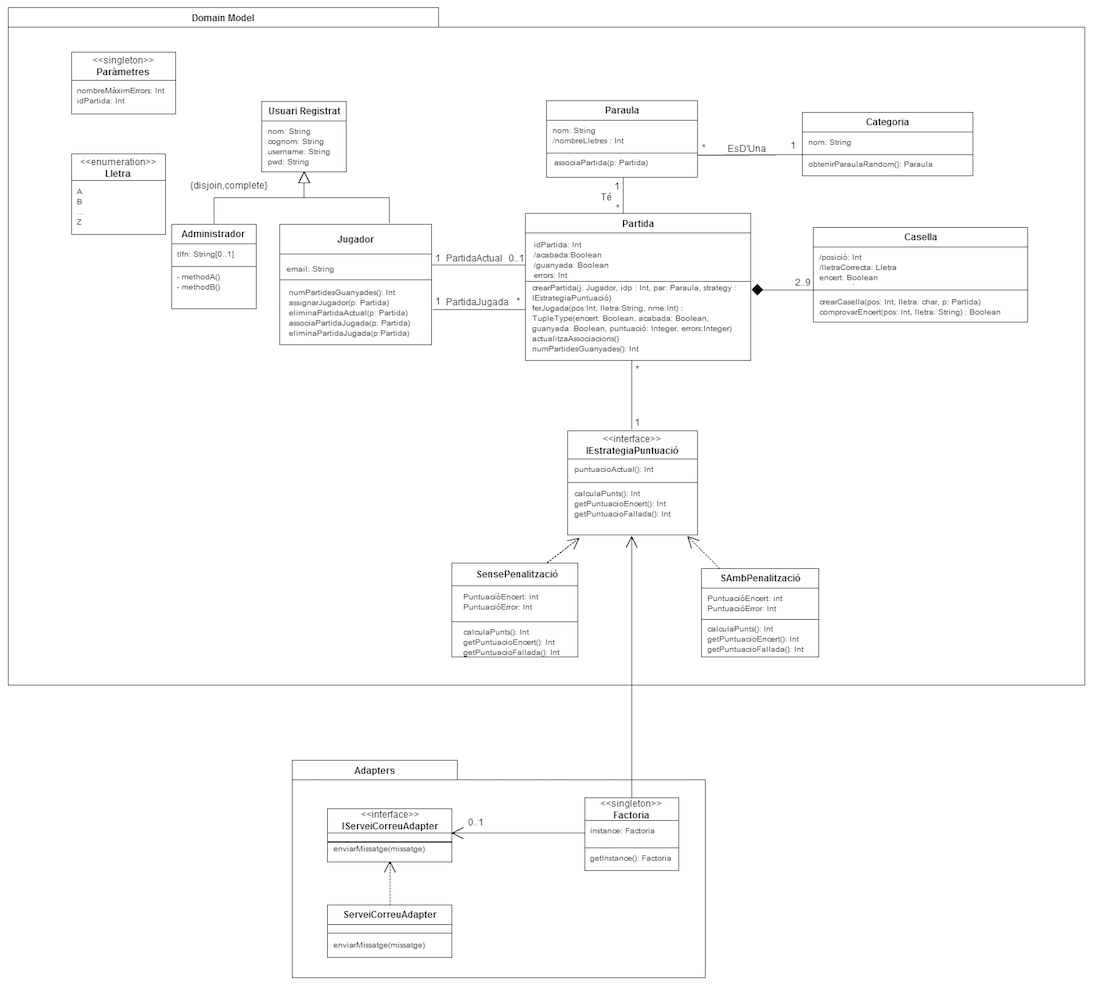 Domain Model
<<singleton>>
Paràmetres
nombreMàximErrors: Int
idPartida: Int
<<enumeration>>
Lletra
A
B
...
Z
Usuari Registrat
nom: String
cognom: String
username: String
pwd: String
{disjoin,complete}
Administrador
tlfn: String[0..1]
- methodA()
- methodB()
Jugador
email: String
numPartidesGuanyades(): Int
assignarJugador(p: Partida)
eliminaPartidaActual(p: Partida)
associaPartidaJugada(p: Partida)
eliminaPartidaJugada(p:Partida)
1 PartidaActual 0..1
1 PartidaJugada *
Paraula
nom: String
/nombreLletres : Int
associaPartida(p: Partida)
* EsD'Una 1
Categoria
nom: String
obtenirParaulaRandom(): Paraula
1
Té
*
Partida
idPartida: Int
/acabada:Boolean
/guanyada: Boolean
errors: Int
crearPartida(j: Jugador, idp : Int, par: Paraula, strategy :
IEstrategiaPuntuació)
ferJugada(pos:Int, lletra:String, nme:Int) :
TupleType(encert: Boolean, acabada: Boolean,
guanyada: Boolean, puntuació: Integer, errors:Integer)
actualitzaAssociacions()
numPartidesGuanyades(): Int
2..9
Casella
/posició: Int
/lletraCorrecta: Lletra
encert: Boolean
crearCasella(pos: Int, lletra: char, p: Partida)
comprovarEncert(pos: Int, lletra: String) : Boolean
*
1
<<interface>>
IEstrategiaPuntuació
puntuacioActual(): Int
calculaPunts(): Int
getPuntuacioEncert(): Int
getPuntuacioFallada(): Int
SensePenalització
PuntuacióEncert: int
PuntuacióError: Int
calculaPunts(): Int
getPuntuacioEncert(): Int
getPuntuacioFallada(): Int
SAmbPenalització
PuntuacióEncert: int
PuntuacióError: Int
calculaPunts(): Int
getPuntuacioEncert(): Int
getPuntuacioFallada(): Int
Adapters
<<interface>>
IServeiCorreuAdapter
enviarMissatge(missatge)
0..1
<<singleton>>
Factoria
instance: Factoria
getInstance(): Factoria
ServeiCorreuAdapter
enviarMissatge(missatge)